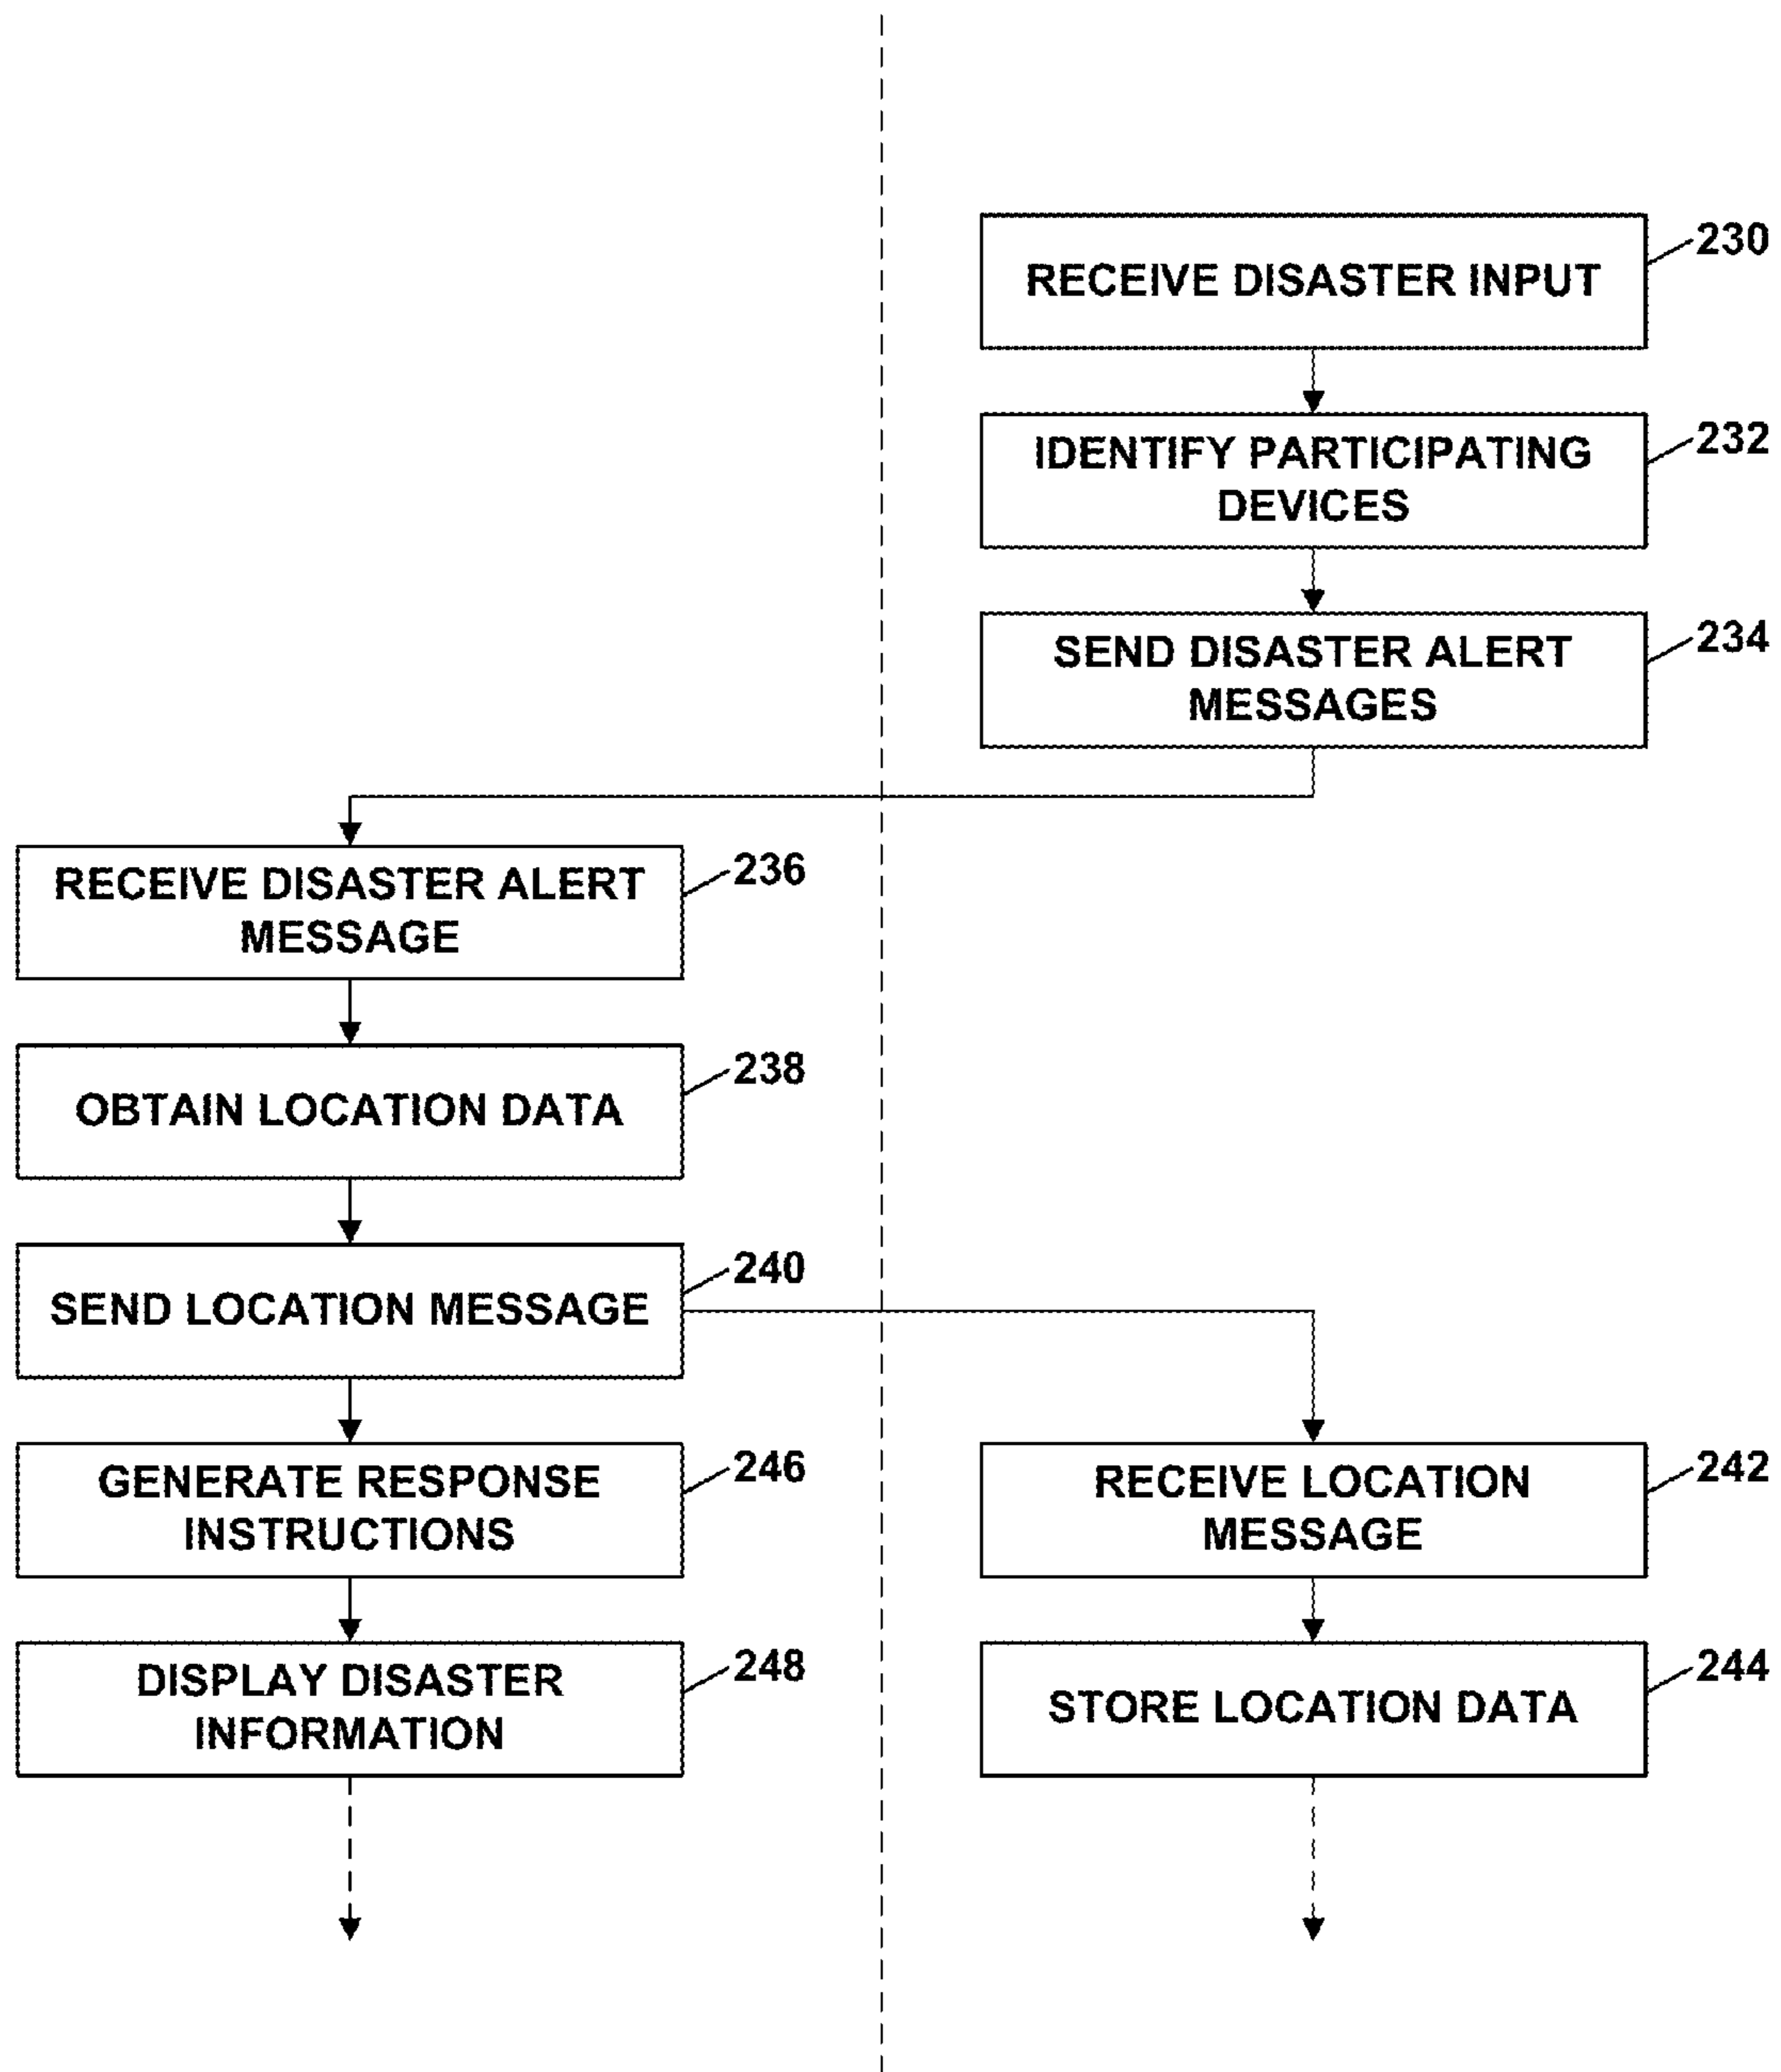 RECEIVE DISASTER INPUT
230
IDENTIFY PARTICIPATING
DEVICES
232
SEND DISASTER ALERT
MESSAGES
234
RECEIVE DISASTER ALERT
MESSAGE
236
OBTAIN LOCATION DATA
238
SEND LOCATION MESSAGE
240
GENERATE RESPONSE
INSTRUCTIONS
246
RECEIVE LOCATION
MESSAGE
242
DISPLAY DISASTER
INFORMATION
248
STORE LOCATION DATA
244